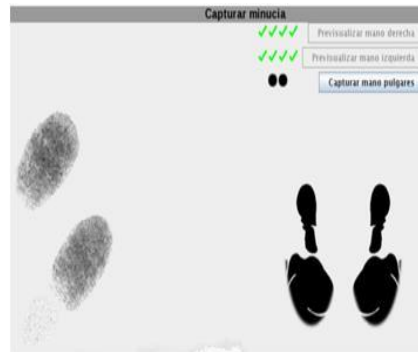 Capturar minucia
Previsualizar mano derecha
Previsualizar mano izquierda
Capturar mano pulgares